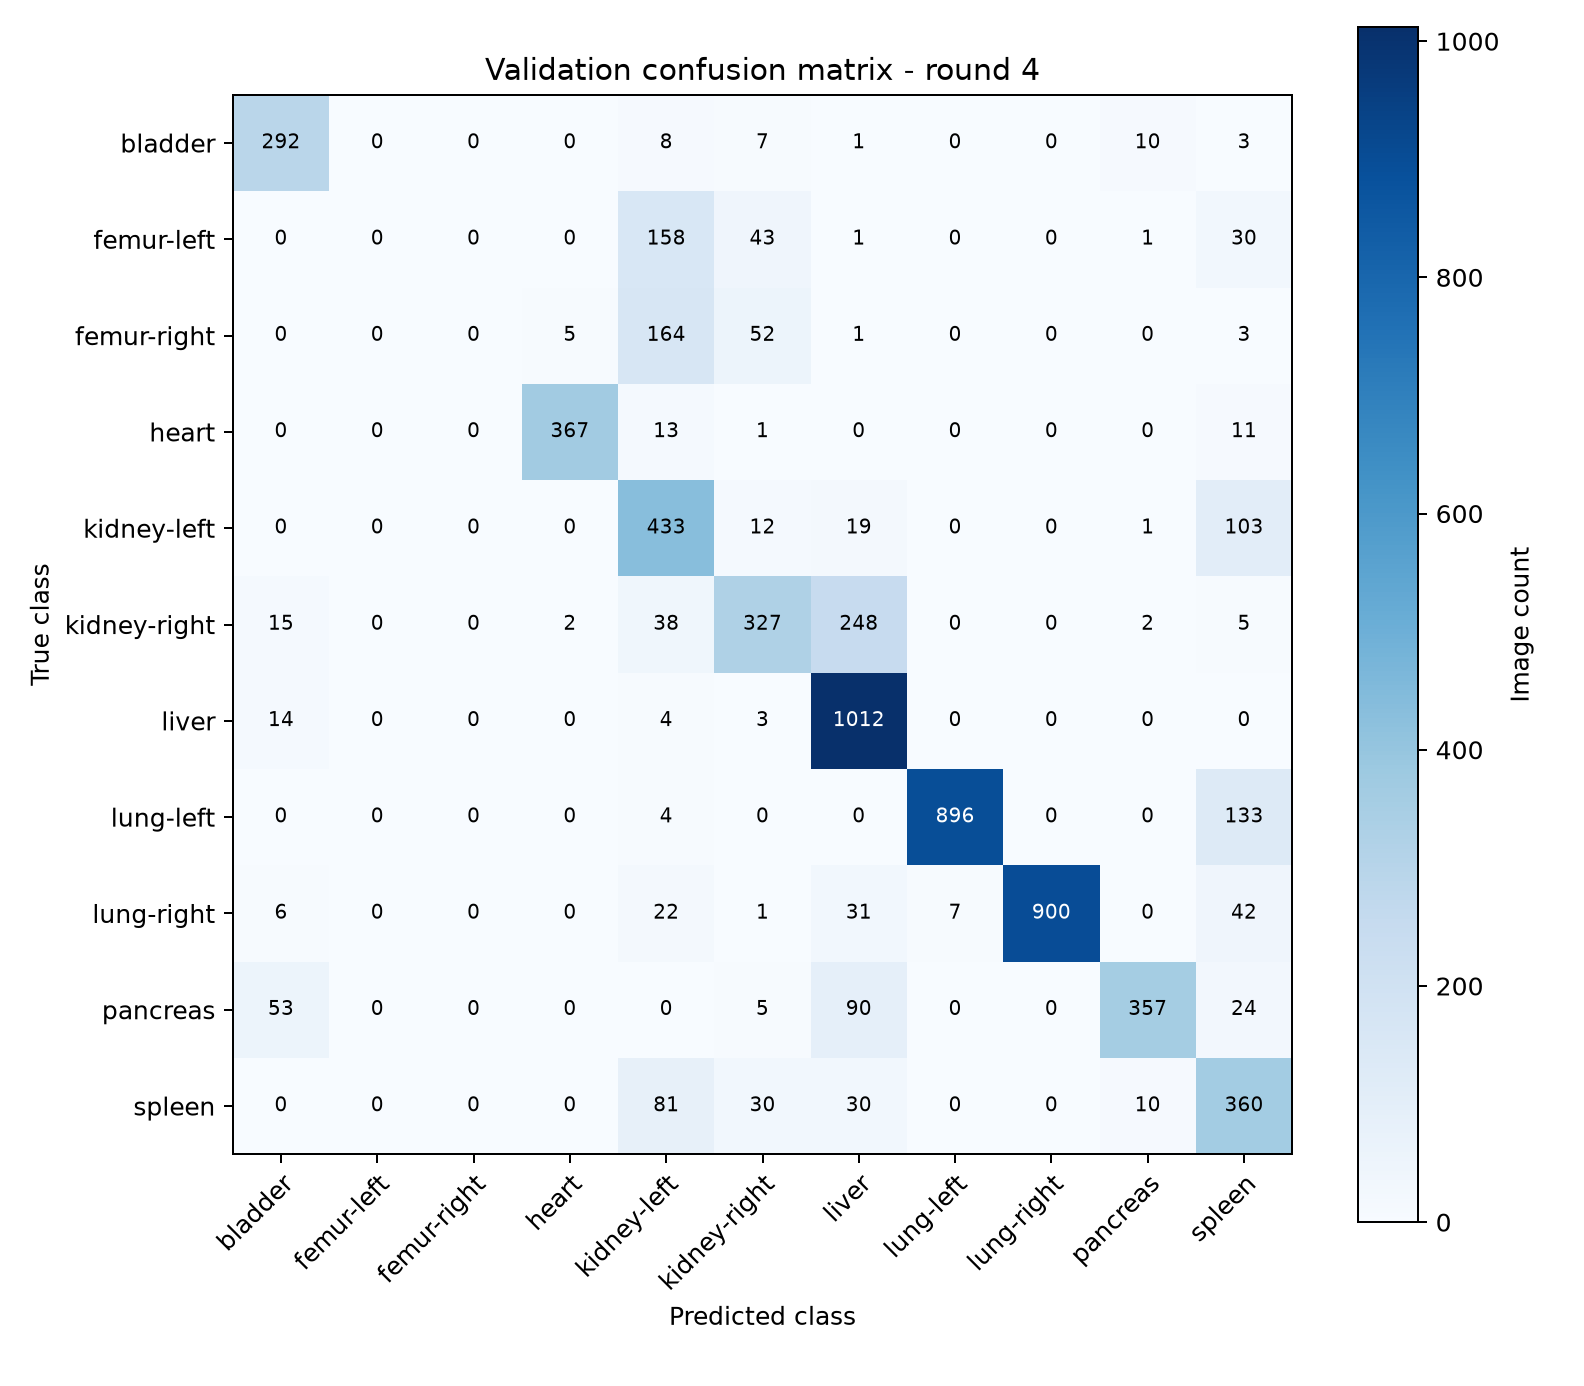 Validation confusion matrix - round 4
bladder 292 0 0 0 8 7 1 0 0 10 3
femur-left 0 0 0 0 158 43 1 0 0 1 30
femur-right 0 0 0 5 164 52 1 0 0 0 3
heart 0 0 0 367 13 1 0 0 0 0 11
kidney-left 0 0 0 0 433 12 19 0 0 1 103
kidney-right 15 0 0 2 38 327 248 0 0 2 5
liver 14 0 0 0 4 3 1012 0 0 0 0
lung-left 0 0 0 0 4 0 0 896 0 0 133
lung-right 6 0 0 0 22 1 31 7 900 0 42
pancreas 53 0 0 0 0 5 90 0 0 357 24
spleen 0 0 0 0 81 30 30 0 0 10 360
True class
bladder femur-left femur-right heart kidney-left kidney-right liver lung-left lung-right pancreas spleen
Predicted class
1000
800
600
400
200
0
Image count